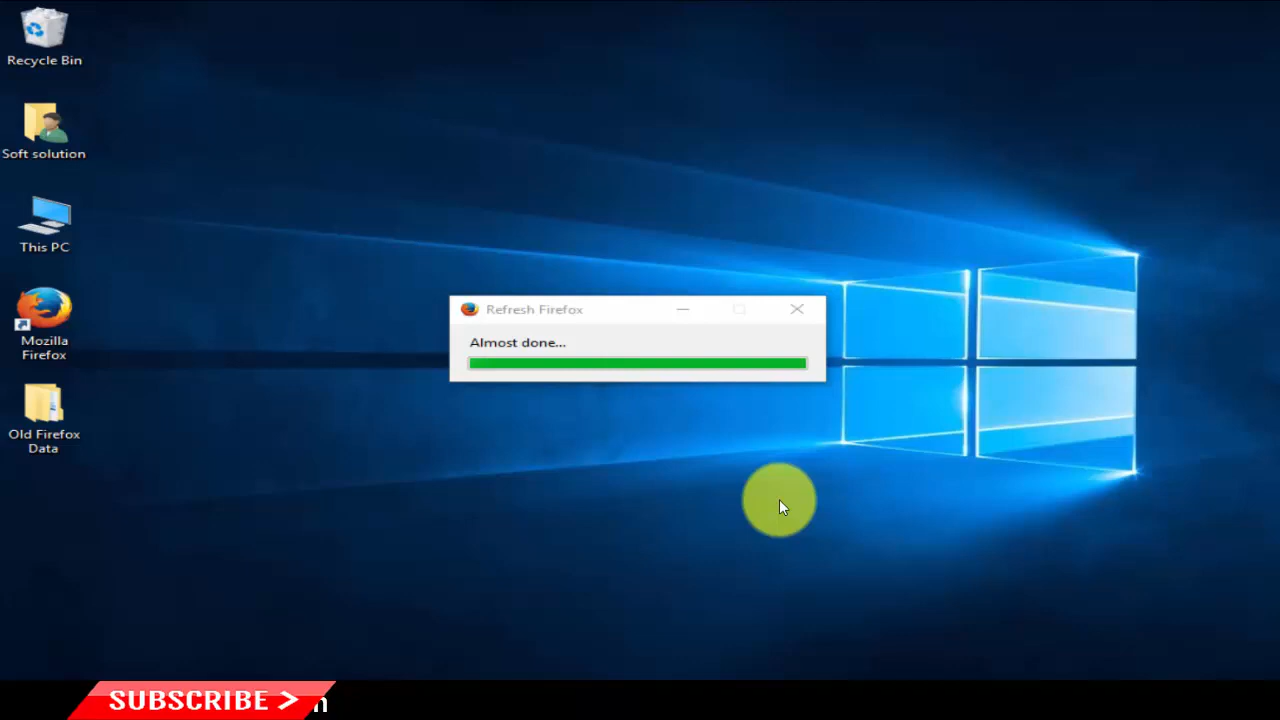 Recycle Bin
Soft solution
This PC
Mozilla
Firefox
Old Firefox
Data
Refresh Firefox
Almost done...
SUBSCRIBE >
n